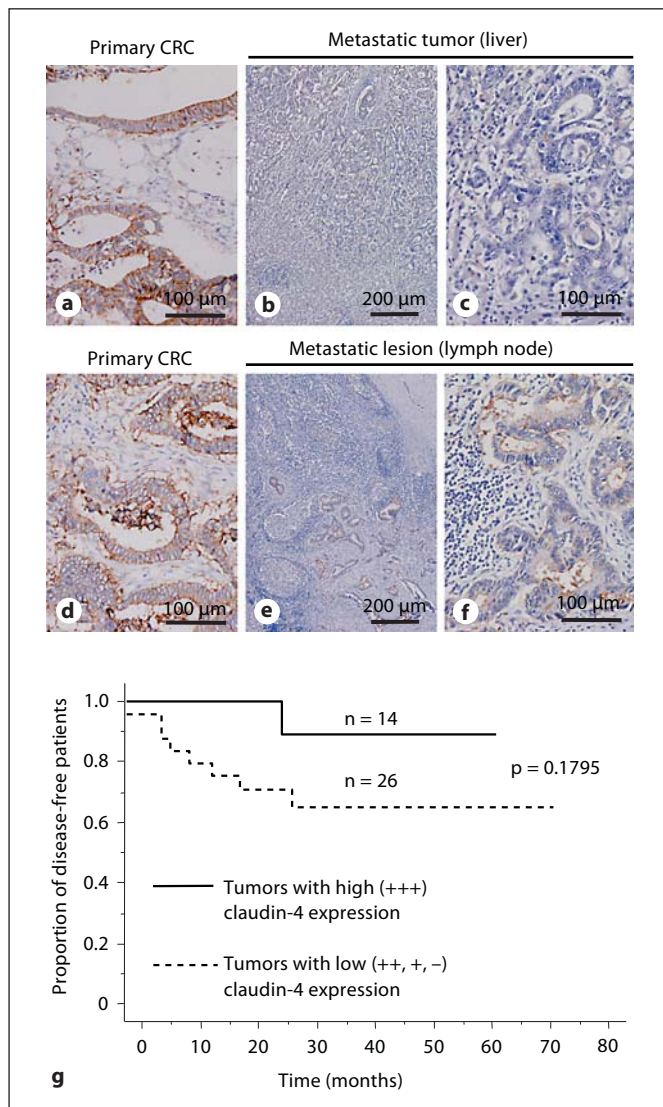 Primary CRC
Metastatic tumor (liver)
a
100 µm
b
200 µm
c
100 µm
Primary CRC
Metastatic lesion (lymph node)
d
100 µm
e
200 µm
f
100 µm
Proportion of disease-free patients
1.0
0.8
0.6
0.4
0.2
0
n = 14
n = 26
p = 0.1795
Tumors with high (+++)
claudin-4 expression
Tumors with low (++, +, –)
claudin-4 expression
0 10 20 30 40 50 60 70 80
Time (months)
g